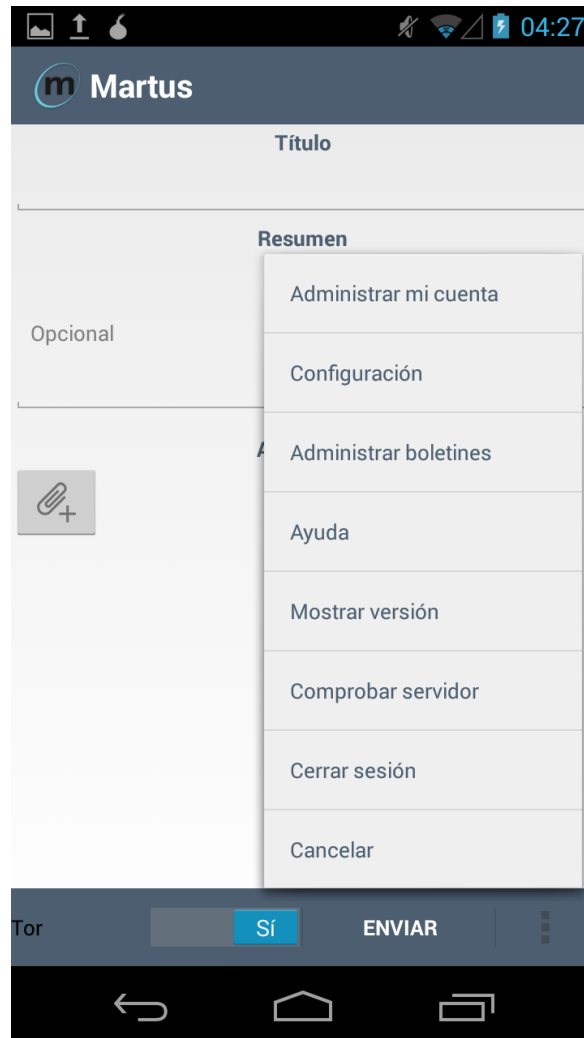 04:27
m Martus
Título
Resumen
Opcional
Administrar mi cuenta
Configuración
Administrar boletines
Ayuda
Mostrar versión
Comprobar servidor
Cerrar sesión
Cancelar
Tor
Sí
ENVIAR